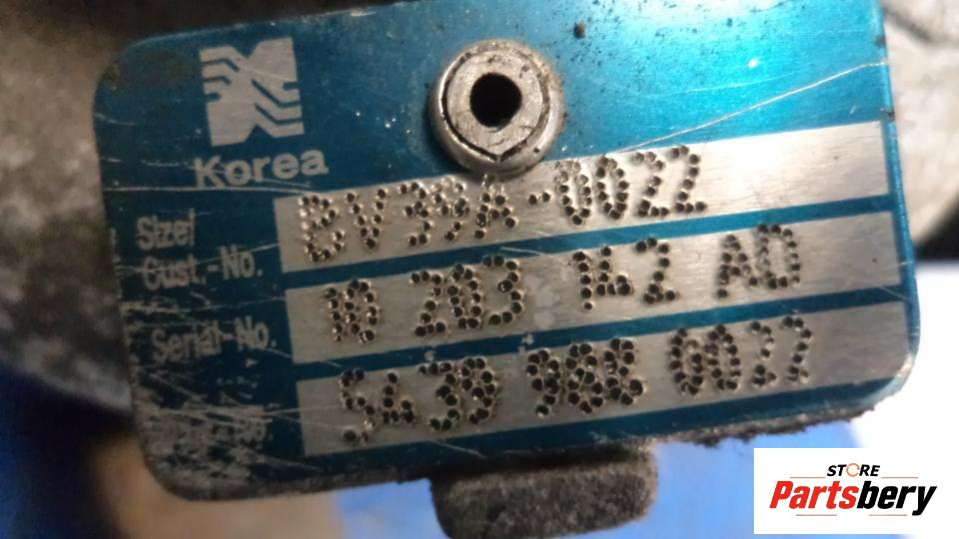 Korea
Size/ BV39A-0022
Cust.-No. 10 203 142 AD
Serial-No. 5439 988 0022
STORE
Partsbery